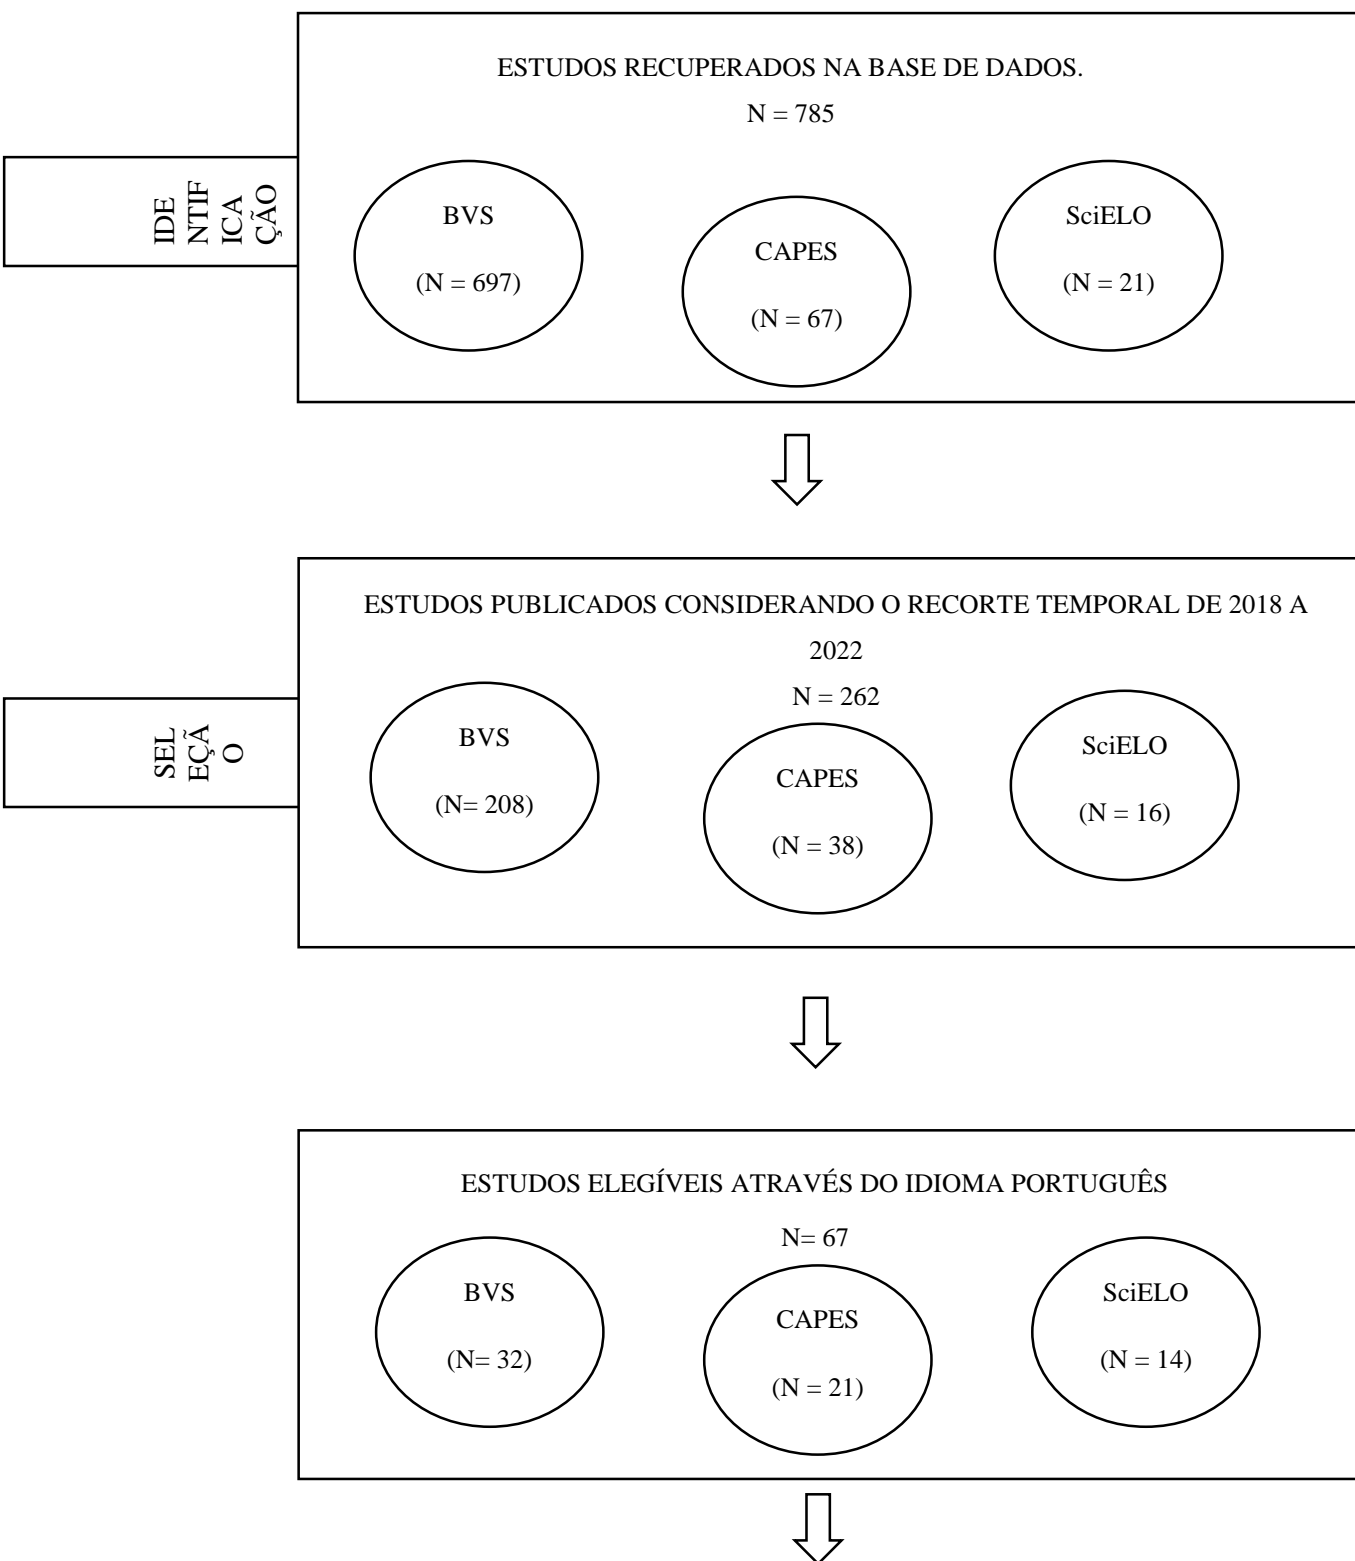 ESTUDOS RECUPERADOS NA BASE DE DADOS.
N = 785
IDE
NTIF
ICA
ÇÃO
BVS
(N = 697)
CAPES
(N = 67)
SciELO
(N = 21)
ESTUDOS PUBLICADOS CONSIDERANDO O RECORTE TEMPORAL DE 2018 A
2022
N = 262
SEL
EÇÃ
O
BVS
(N= 208)
CAPES
(N = 38)
SciELO
(N = 16)
ESTUDOS ELEGÍVEIS ATRAVÉS DO IDIOMA PORTUGUÊS
N= 67
BVS
(N= 32)
CAPES
(N = 21)
SciELO
(N = 14)